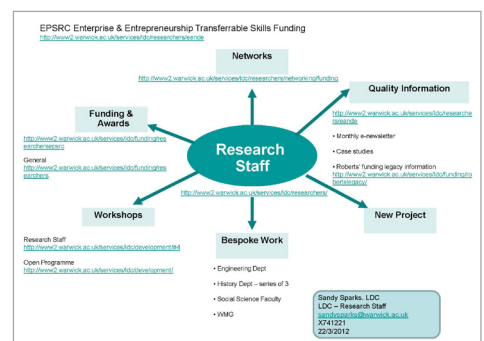 EPSRC Enterprise & Entrepreneurship Transferrable Skills Funding
http://www2.warwick.ac.uk/services/ldc/researchers/eande
Networks
http://www2.warwick.ac.uk/services/ldc/researchers/networking/funding
Quality Information
http://www2.warwick.ac.uk/services/ldc/researche
rs/eande
• Monthly e-newsletter
• Case studies
• Roberts' funding legacy information
http://www2.warwick.ac.uk/services/ldc/funding/ro
bertslegacy/
Funding &
Awards
http://www2.warwick.ac.uk/services/ldc/funding/res
earchersepsrc
General
http://www2.warwick.ac.uk/services/ldc/funding/res
earchers
Research
Staff
http://www2.warwick.ac.uk/services/ldc/researchers/
Workshops
Research Staff
http://www2.warwick.ac.uk/services/ldc/development/#4
Open Programme
http://www2.warwick.ac.uk/services/ldc/development/
Bespoke Work
• Engineering Dept
• History Dept – series of 3
• Social Science Faculty
• WMG
New Project
Sandy Sparks. LDC
LDC – Research Staff
sandysparks@warwick.ac.uk
X741221
22/3/2012